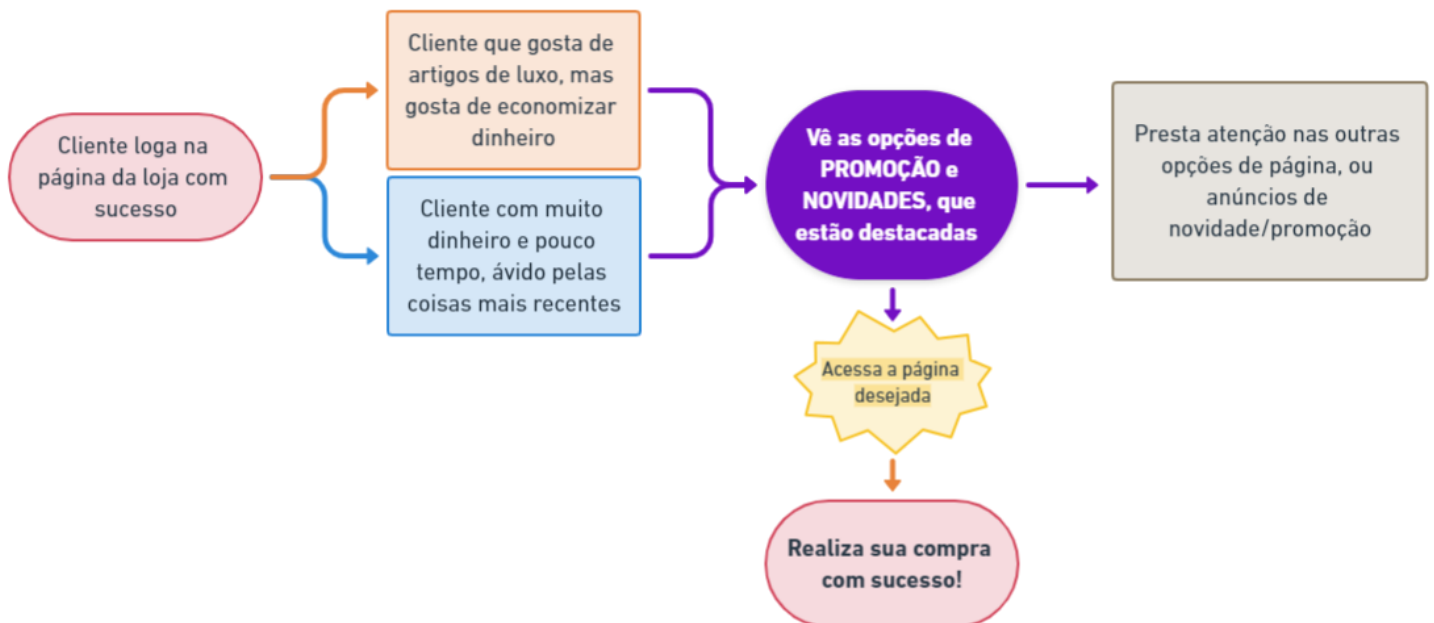 Cliente loga na
página da loja com
sucesso
Cliente que gosta de
artigos de luxo, mas
gosta de economizar
dinheiro
Cliente com muito
dinheiro e pouco
tempo, ávido pelas
coisas mais recentes
Vê as opções de
PROMOÇÃO e
NOVIDADES, que
estão destacadas
Presta atenção nas outras
opções de página, ou
anúncios de
novidade/promoção
Acessa a página
desejada
Realiza sua compra
com sucesso!